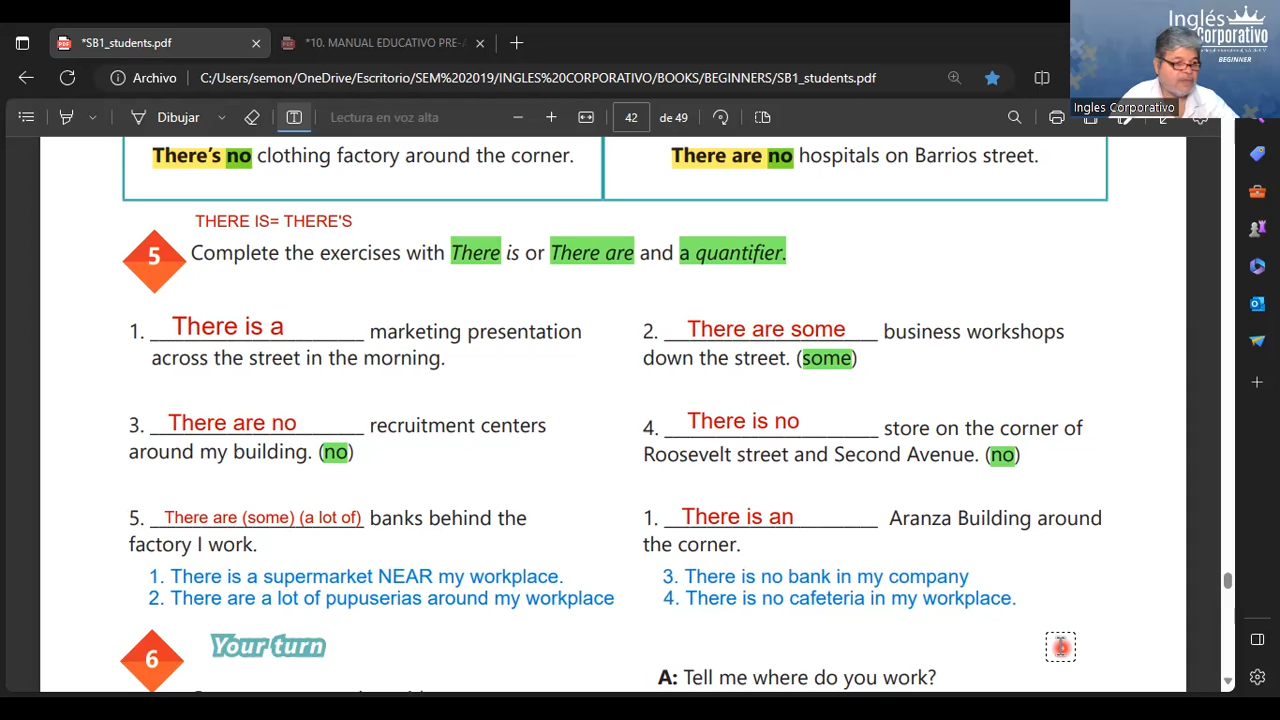 *SB1_students.pdf
*10. MANUAL EDUCATIVO PRE-A
Archivo
C:/Users/semon/OneDrive/Escritorio/SEM%202019/INGLES%20CORPORATIVO/BOOKS/BEGINNERS/SB1_students.pdf
Inglés
Corporativo
BEGINNER
Ingles Corporativo
Dibujar
Lectura en voz alta
42 de 49
There's no clothing factory around the corner.
There are no hospitals on Barrios street.
THERE IS= THERE'S
5 Complete the exercises with There is or There are and a quantifier.
1. There is a marketing presentation
across the street in the morning.
2. There are some business workshops
down the street. (some)
3. There are no recruitment centers
around my building. (no)
4. There is no store on the corner of
Roosevelt street and Second Avenue. (no)
5. There are (some) (a lot of) banks behind the
factory I work.
1. There is an Aranza Building around
the corner.
1. There is a supermarket NEAR my workplace.
2. There are a lot of pupuserias around my workplace
3. There is no bank in my company
4. There is no cafeteria in my workplace.
6 Your turn
A: Tell me where do you work?